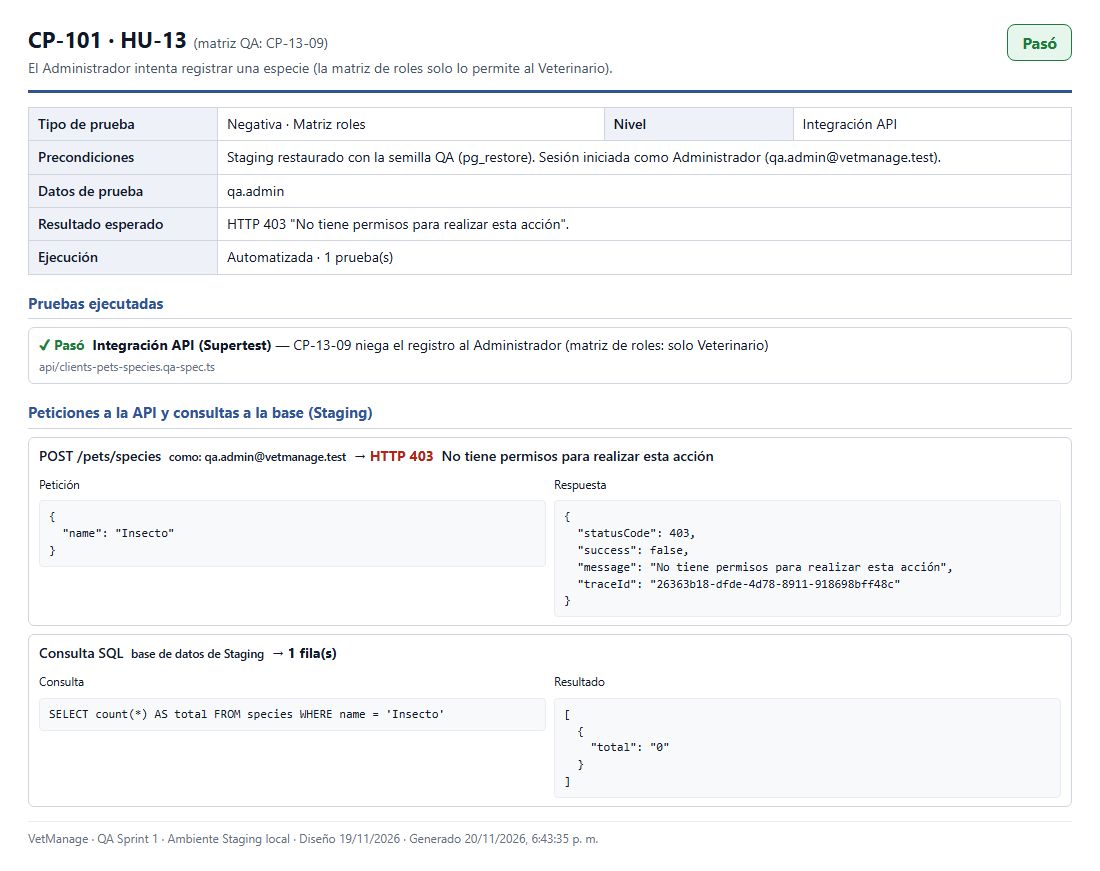 CP-101 · HU-13 (matriz QA: CP-13-09)
Pasó
El Administrador intenta registrar una especie (la matriz de roles solo lo permite al Veterinario).
Tipo de prueba Negativa · Matriz roles Nivel Integración API
Precondiciones Staging restaurado con la semilla QA (pg_restore). Sesión iniciada como Administrador (qa.admin@vetmanage.test).
Datos de prueba qa.admin
Resultado esperado HTTP 403 "No tiene permisos para realizar esta acción".
Ejecución Automatizada · 1 prueba(s)
Pruebas ejecutadas
✓ Pasó Integración API (Supertest) — CP-13-09 niega el registro al Administrador (matriz de roles: solo Veterinario)
api/clients-pets-species.qa-spec.ts
Peticiones a la API y consultas a la base (Staging)
POST /pets/species como: qa.admin@vetmanage.test → HTTP 403 No tiene permisos para realizar esta acción
Petición
{
"name": "Insecto"
}
Respuesta
{
"statusCode": 403,
"success": false,
"message": "No tiene permisos para realizar esta acción",
"traceId": "26363b18-dfde-4d78-8911-918698bff48c"
}
Consulta SQL base de datos de Staging → 1 fila(s)
Consulta
SELECT count(*) AS total FROM species WHERE name = 'Insecto'
Resultado
[
{
"total": "0"
}
]
VetManage · QA Sprint 1 · Ambiente Staging local · Diseño 19/11/2026 · Generado 20/11/2026, 6:43:35 p. m.